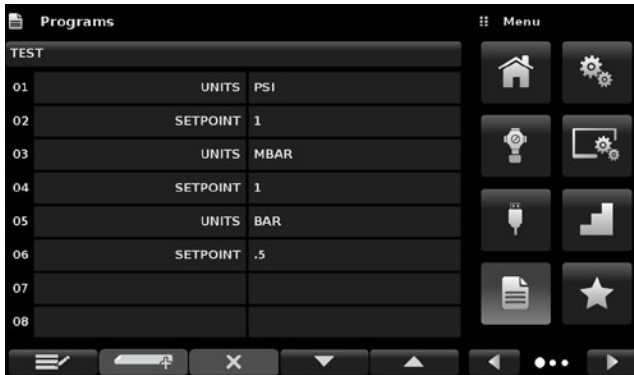 Programs
Menu
TEST
01 UNITS PSI
02 SETPOINT 1
03 UNITS MBAR
04 SETPOINT 1
05 UNITS BAR
06 SETPOINT .5
07
08